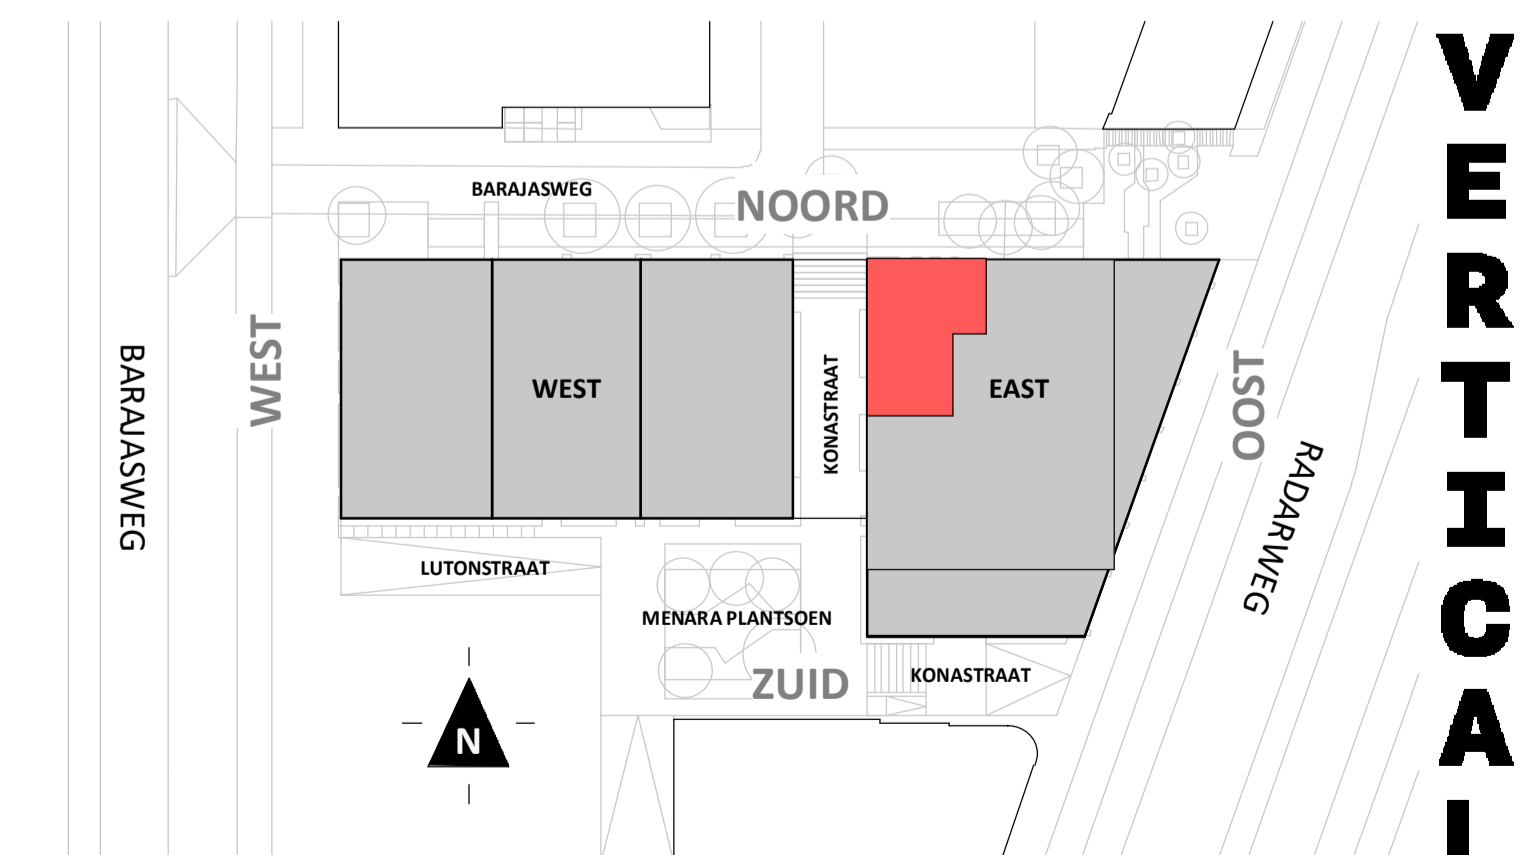 BARAJASWEG
NOORD
WEST
BARAJASWEG
WEST
KONASTRAAT
EAST
OOST
RADARWEG
LUTONSTRAAT
MENARA PLANTSOEN
ZUID
KONASTRAAT
N
VERTICAL